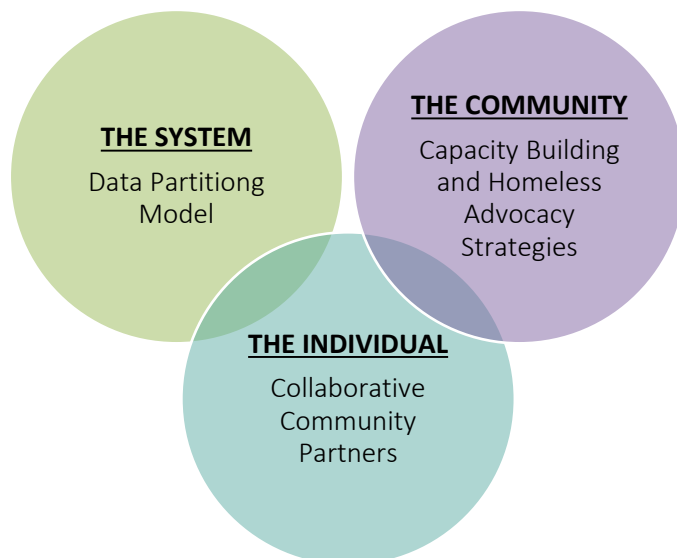 THE SYSTEM
Data Partitiong
Model
THE COMMUNITY
Capacity Building
and Homeless
Advocacy
Strategies
THE INDIVIDUAL
Collaborative
Community
Partners